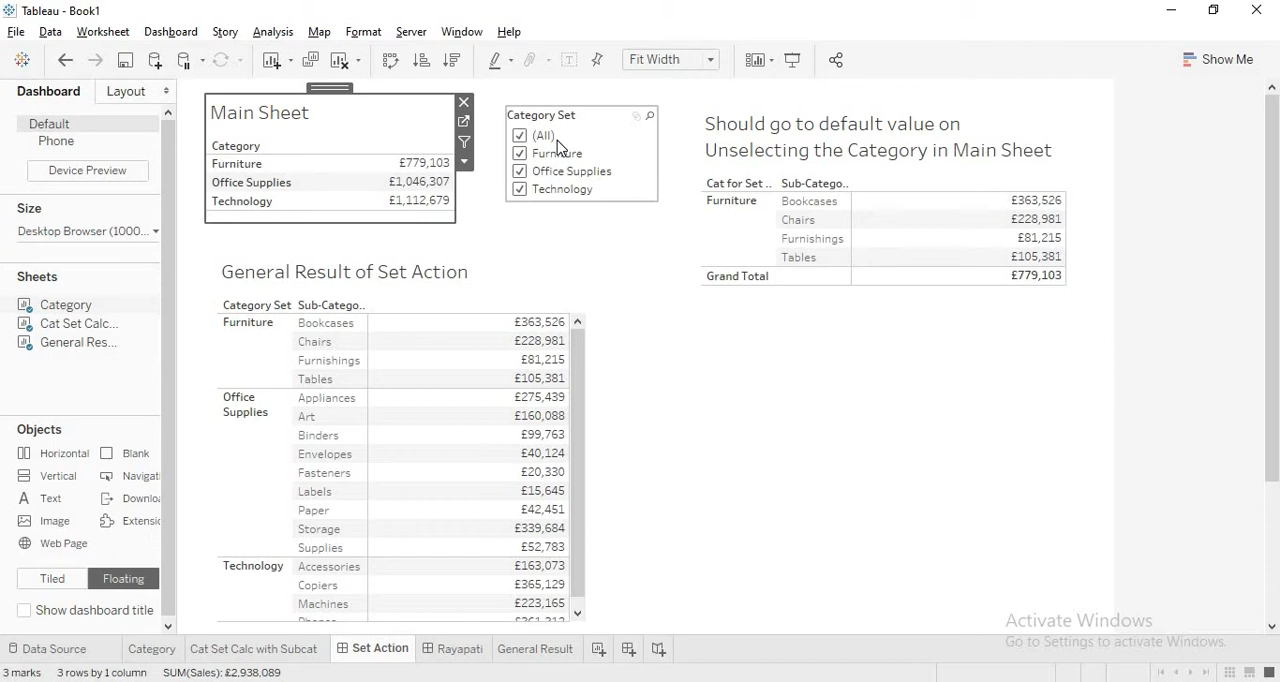 Tableau - Book1
File Data Worksheet Dashboard Story Analysis Map Format Server Window Help
Fit Width
Show Me
Dashboard Layout
Default
Phone
Device Preview
Size
Desktop Browser (1000...
Sheets
Category
Cat Set Calc...
General Res...
Objects
Horizontal Blank
Vertical Navigat
Text Downloa
Image Extensio
Web Page
Tiled Floating
Show dashboard title
Main Sheet
Category
Furniture £779,103
Office Supplies £1,046,307
Technology £1,112,679
Category Set
(All)
Furniture
Office Supplies
Technology
Should go to default value on
Unselecting the Category in Main Sheet
Cat for Set .. Sub-Catego..
Furniture Bookcases £363,526
Chairs £228,981
Furnishings £81,215
Tables £105,381
Grand Total £779,103
General Result of Set Action
Category Set Sub-Catego..
Furniture Bookcases £363,526
Chairs £228,981
Furnishings £81,215
Tables £105,381
Office Supplies Appliances £275,439
Art £160,088
Binders £99,763
Envelopes £40,124
Fasteners £20,330
Labels £15,645
Paper £42,451
Storage £339,684
Supplies £52,783
Technology Accessories £163,073
Copiers £365,129
Machines £223,165
Activate Windows
Go to Settings to activate Windows.
Data Source Category Cat Set Calc with Subcat Set Action Rayapati General Result
3 marks 3 rows by 1 column SUM(Sales): £2,938,089